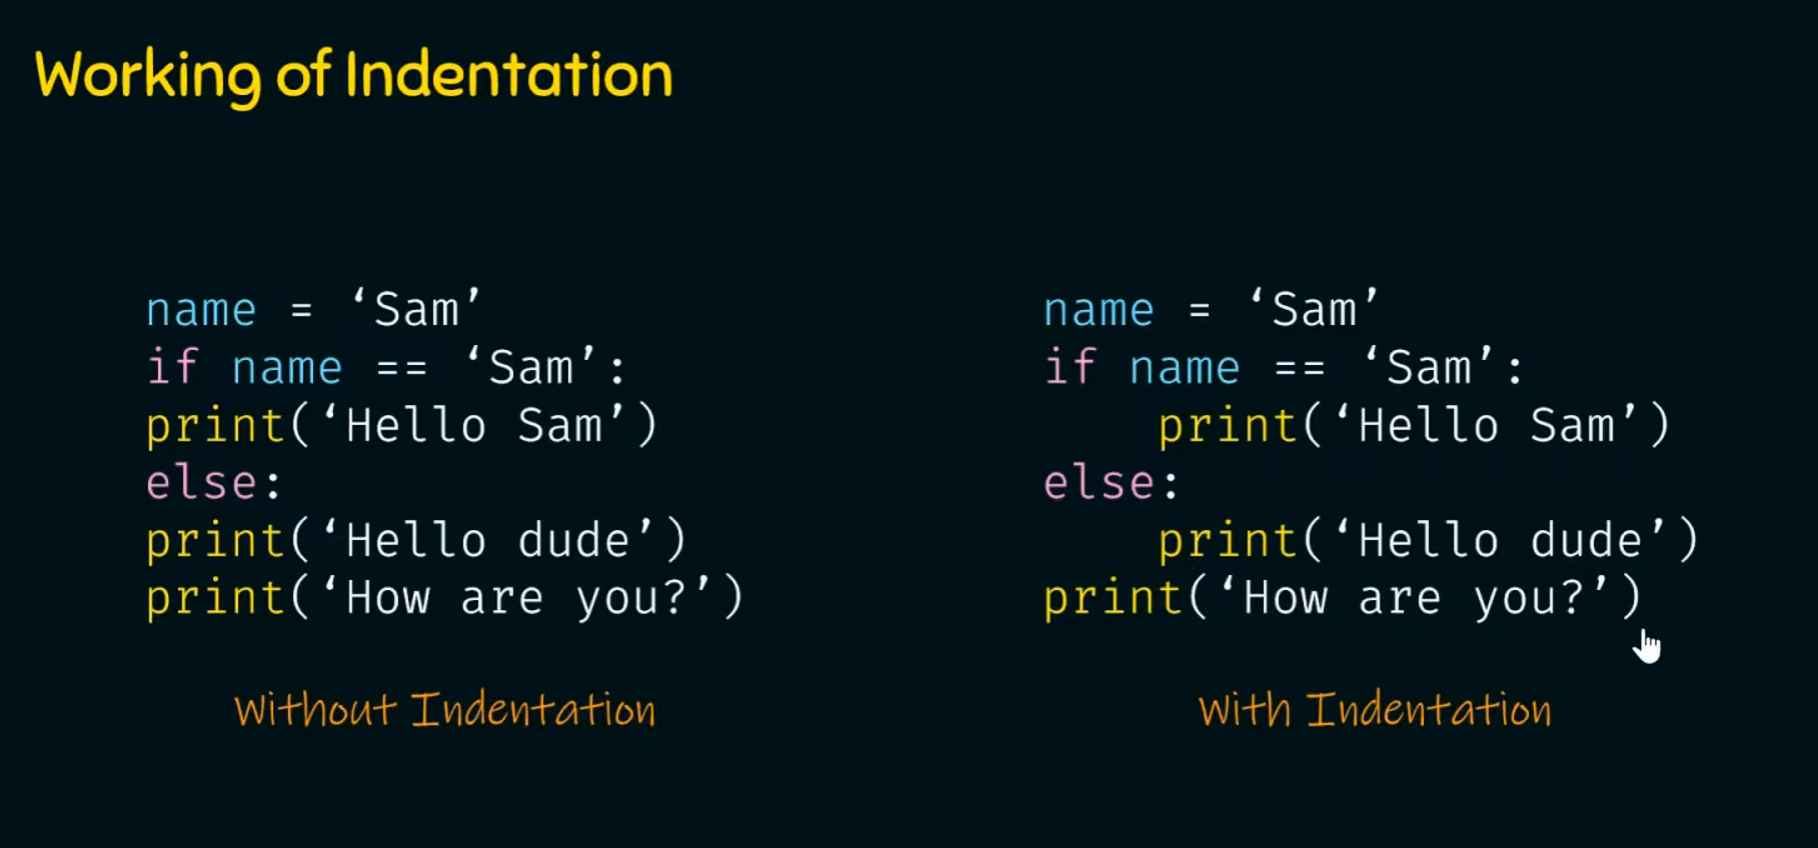 Working of Indentation
name = ‘Sam’
if name == ‘Sam’:
print(‘Hello Sam’)
else:
print(‘Hello dude’)
print(‘How are you?’)
Without Indentation
name = ‘Sam’
if name == ‘Sam’:
    print(‘Hello Sam’)
else:
    print(‘Hello dude’)
print(‘How are you?’)
With Indentation